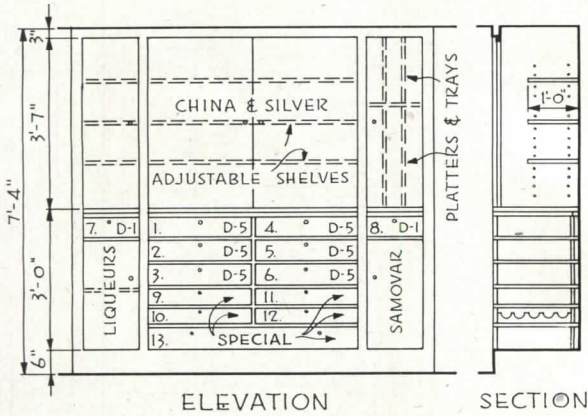 3"
3'-7"
7'-4"
3'-0"
6"
CHINA & SILVER
ADJUSTABLE SHELVES
PLATTERS & TRAYS
1'-0"
7. D-1
1. D-5
4. D-5
8. D-1
2. D-5
5. D-5
3. D-5
6. D-5
9.
11.
10.
12.
13. SPECIAL
LIQUEURS
SAMOVAR
ELEVATION
SECTION